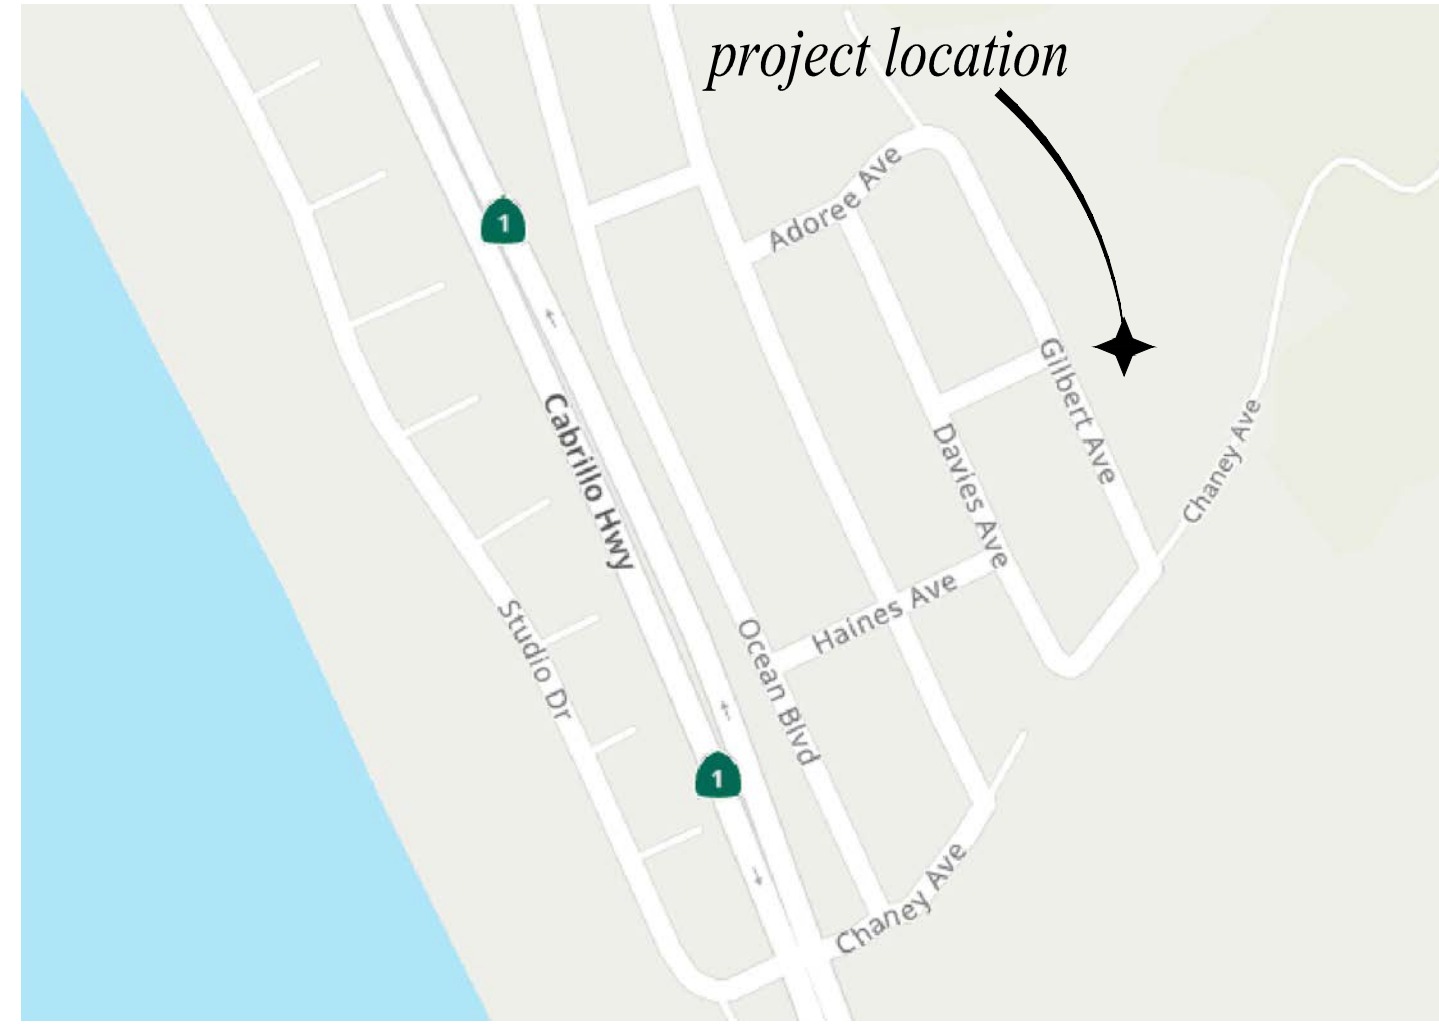 project location
Adoree Ave
1
Gilbert Ave
Cabrillo Hwy
Davies Ave
Chaney Ave
Haines Ave
Studio Dr
Ocean Blvd
1
Chaney Ave